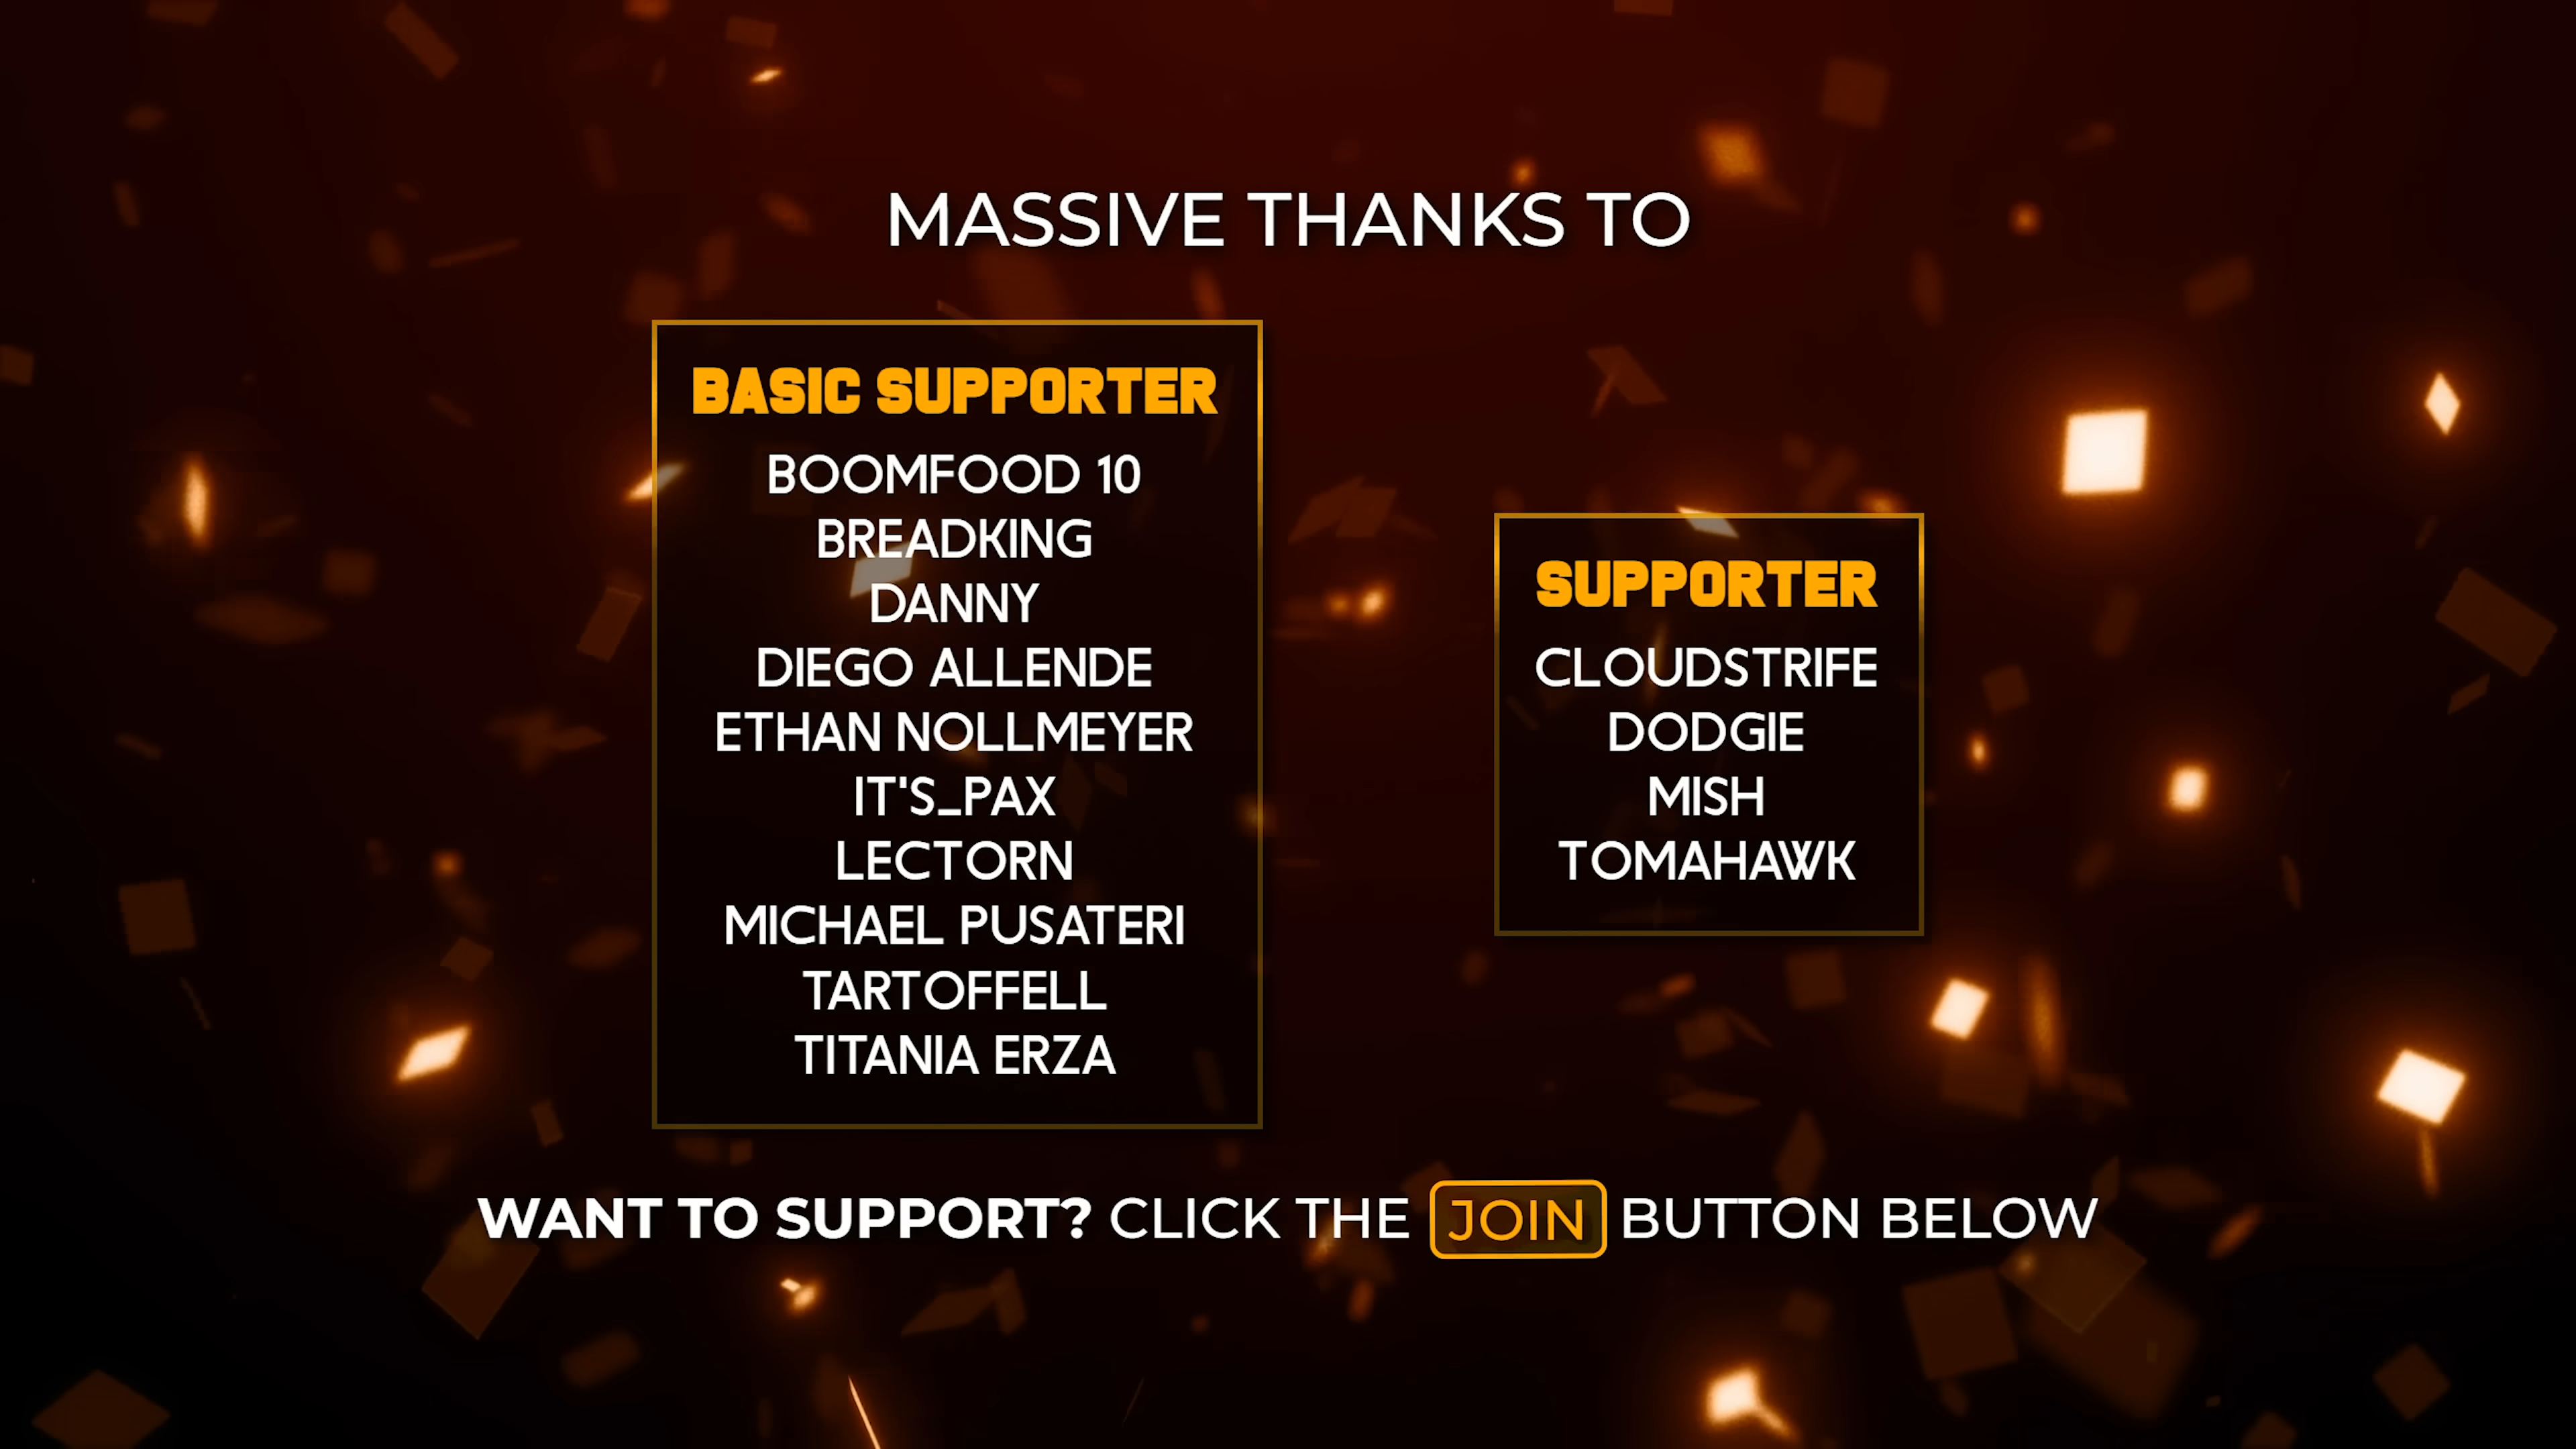 MASSIVE THANKS TO
BASIC SUPPORTER
BOOMFOOD 10
BREADKING
DANNY
DIEGO ALLENDE
ETHAN NOLLMEYER
IT'S_PAX
LECTORN
MICHAEL PUSATERI
TARTOFFELL
TITANIA ERZA
SUPPORTER
CLOUDSTRIFE
DODGIE
MISH
TOMAHAWK
WANT TO SUPPORT? CLICK THE JOIN BUTTON BELOW